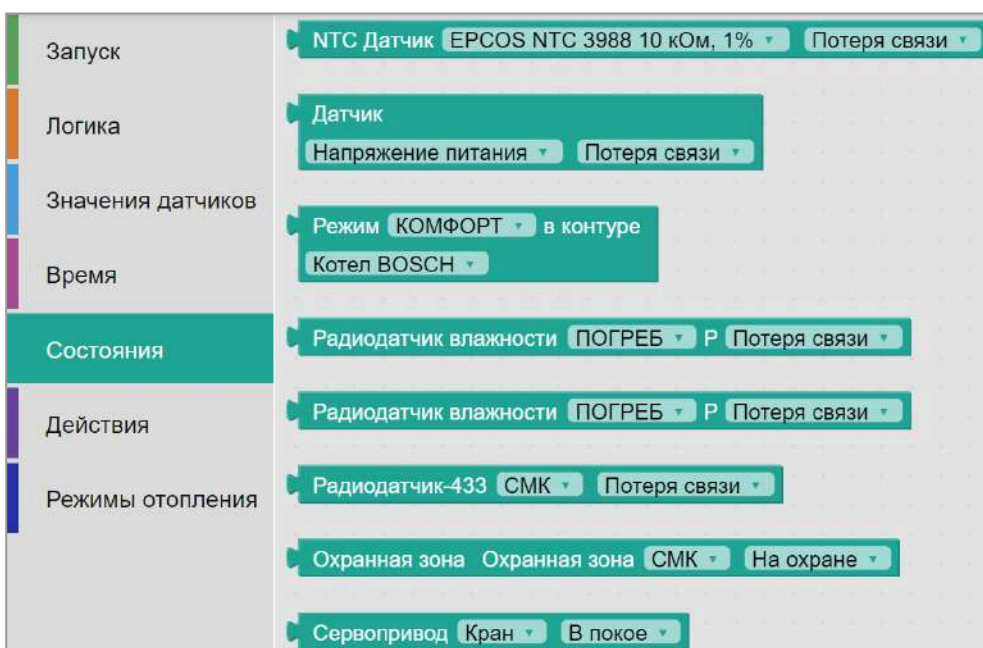 Запуск
Логика
Значения датчиков
Время
Состояния
Действия
Режимы отопления
NTC Датчик EPCOS NTC 3988 10 кОм, 1% Потеря связи
Датчик
Напряжение питания Потеря связи
Режим КОМФОРТ в контуре
Котел BOSCH
Радиодатчик влажности ПОГРЕБ Р Потеря связи
Радиодатчик влажности ПОГРЕБ Р Потеря связи
Радиодатчик-433 СМК Потеря связи
Охранная зона Охранная зона СМК На охране
Сервопривод Кран В покое